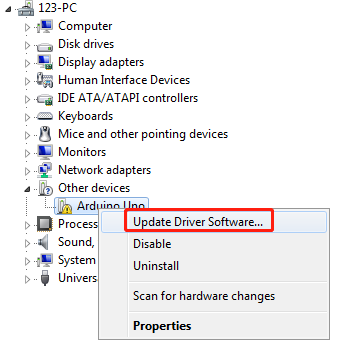 123-PC
Computer
Disk drives
Display adapters
Human Interface Devices
IDE ATA/ATAPI controllers
Keyboards
Mice and other pointing devices
Monitors
Network adapters
Other devices
Arduino Uno
Process
Sound,
System
Univers
Update Driver Software...
Disable
Uninstall
Scan for hardware changes
Properties